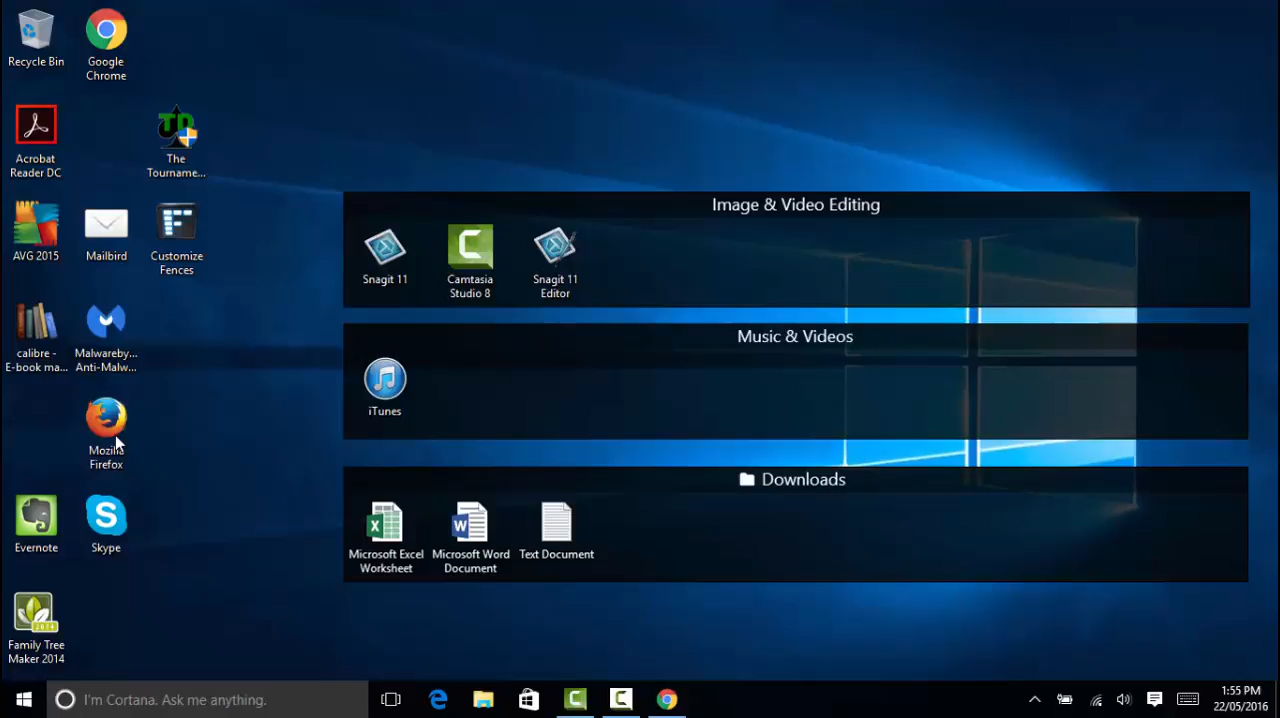 Recycle Bin
Google
Chrome
Acrobat
Reader DC
The
Tourname...
TD
AVG 2015
Mailbird
Customize
Fences
calibre -
E-book ma...
Malwareby...
Anti-Malw...
Mozilla
Firefox
Evernote
Skype
Family Tree
Maker 2014
2014
Image & Video Editing
Snagit 11
Camtasia
Studio 8
Snagit 11
Editor
Music & Videos
iTunes
Downloads
Microsoft Excel
Worksheet
Microsoft Word
Document
Text Document
I'm Cortana. Ask me anything.
1:55 PM
22/05/2016